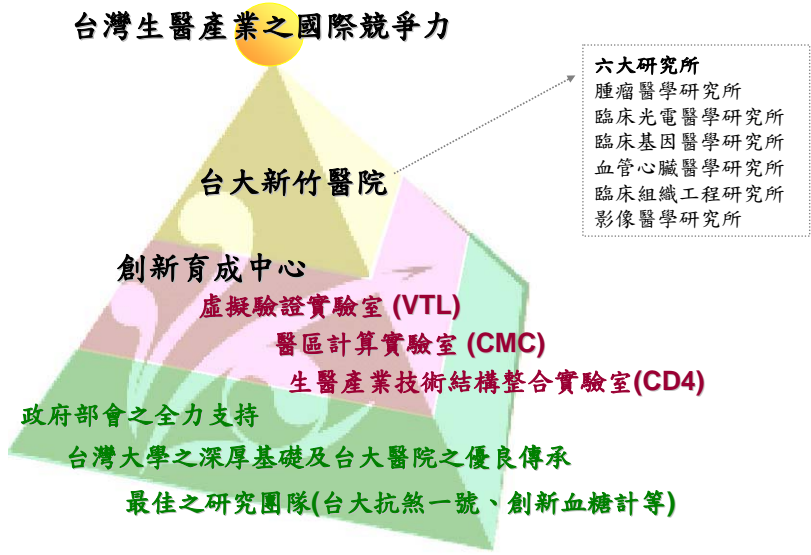 台灣生醫產業之國際競爭力
六大研究所
腫瘤醫學研究所
臨床光電醫學研究所
臨床基因醫學研究所
血管心臟醫學研究所
臨床組織工程研究所
影像醫學研究所
台大新竹醫院
創新育成中心
虛擬驗證實驗室 (VTL)
醫區計算實驗室 (CMC)
生醫產業技術結構整合實驗室(CD4)
政府部會之全力支持
台灣大學之深厚基礎及台大醫院之優良傳承
最佳之研究團隊(台大抗煞一號、創新血糖計等)